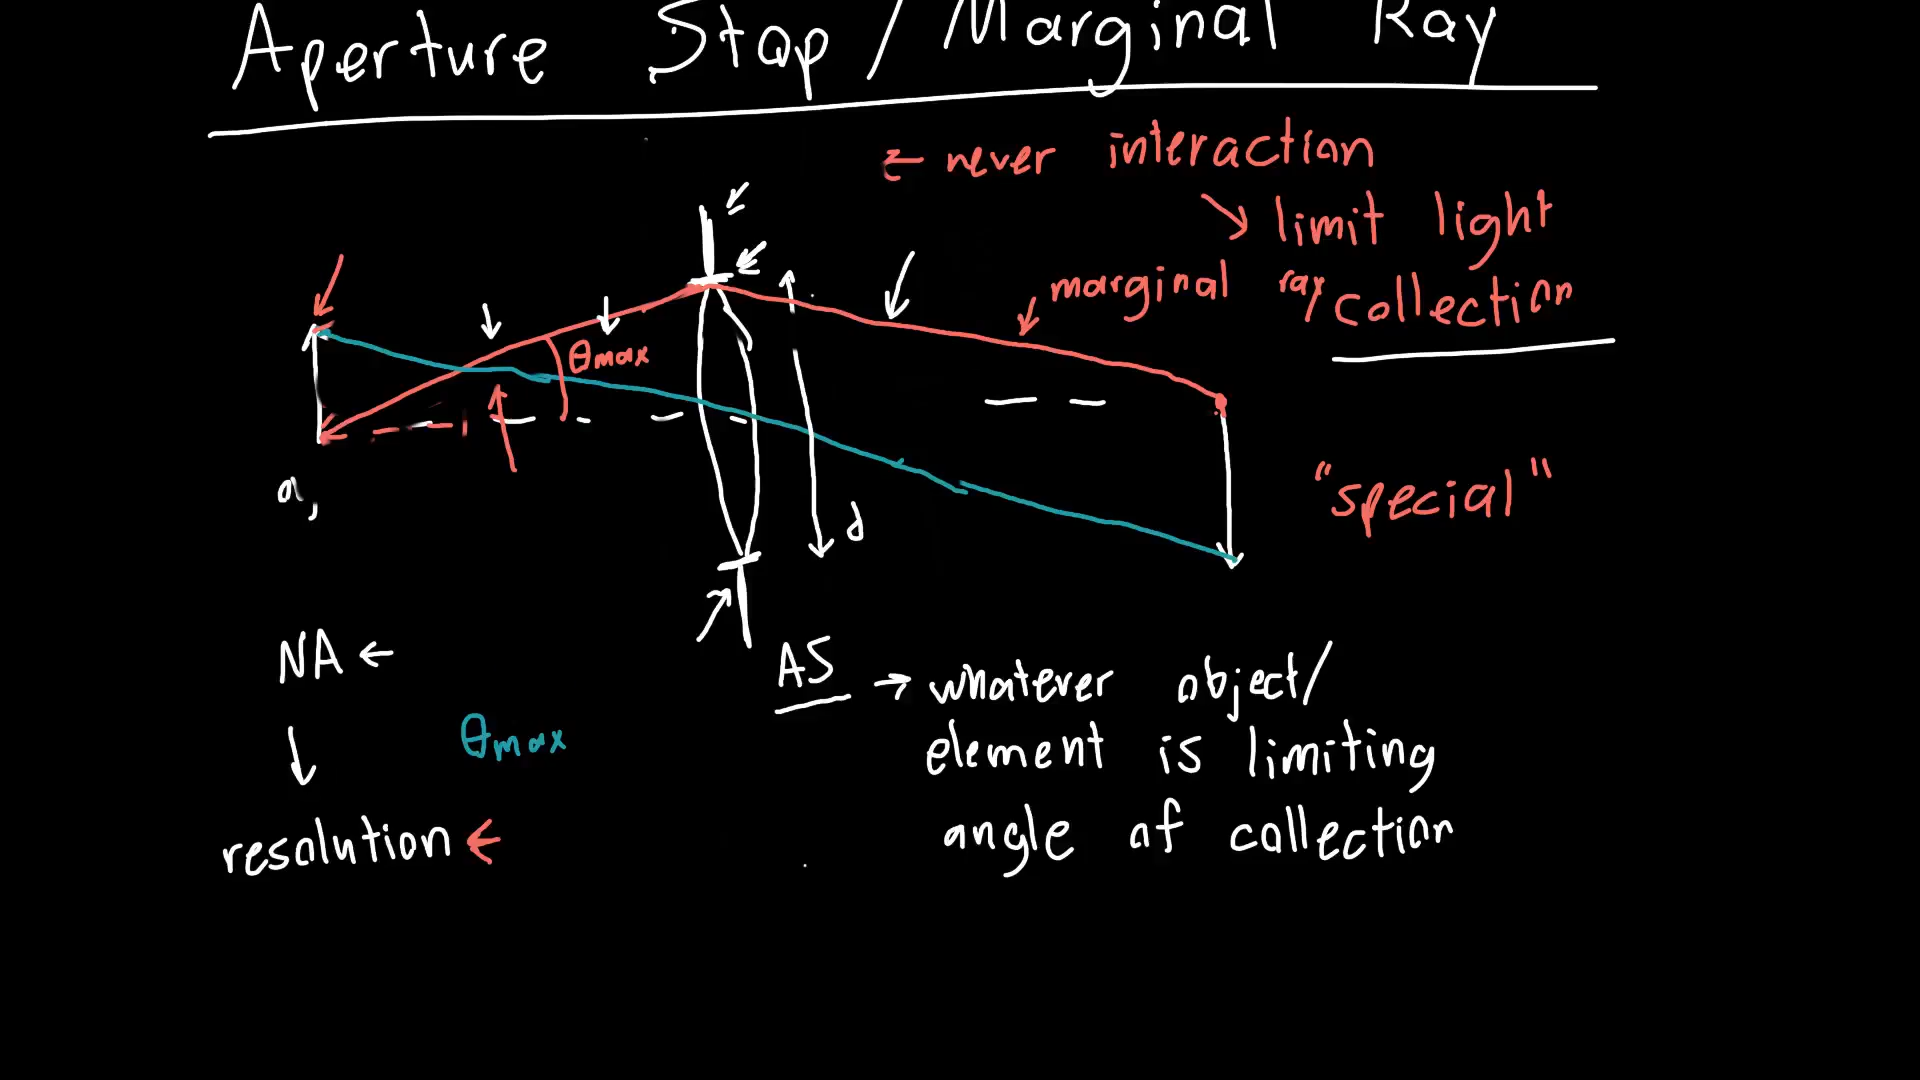 Aperture Stop / Marginal Ray
← never interaction
↘ limit light
marginal ray collection
θmax
"special"
d
NA ←
AS → whatever object/
θmax
element is limiting
resolution ←
angle of collection